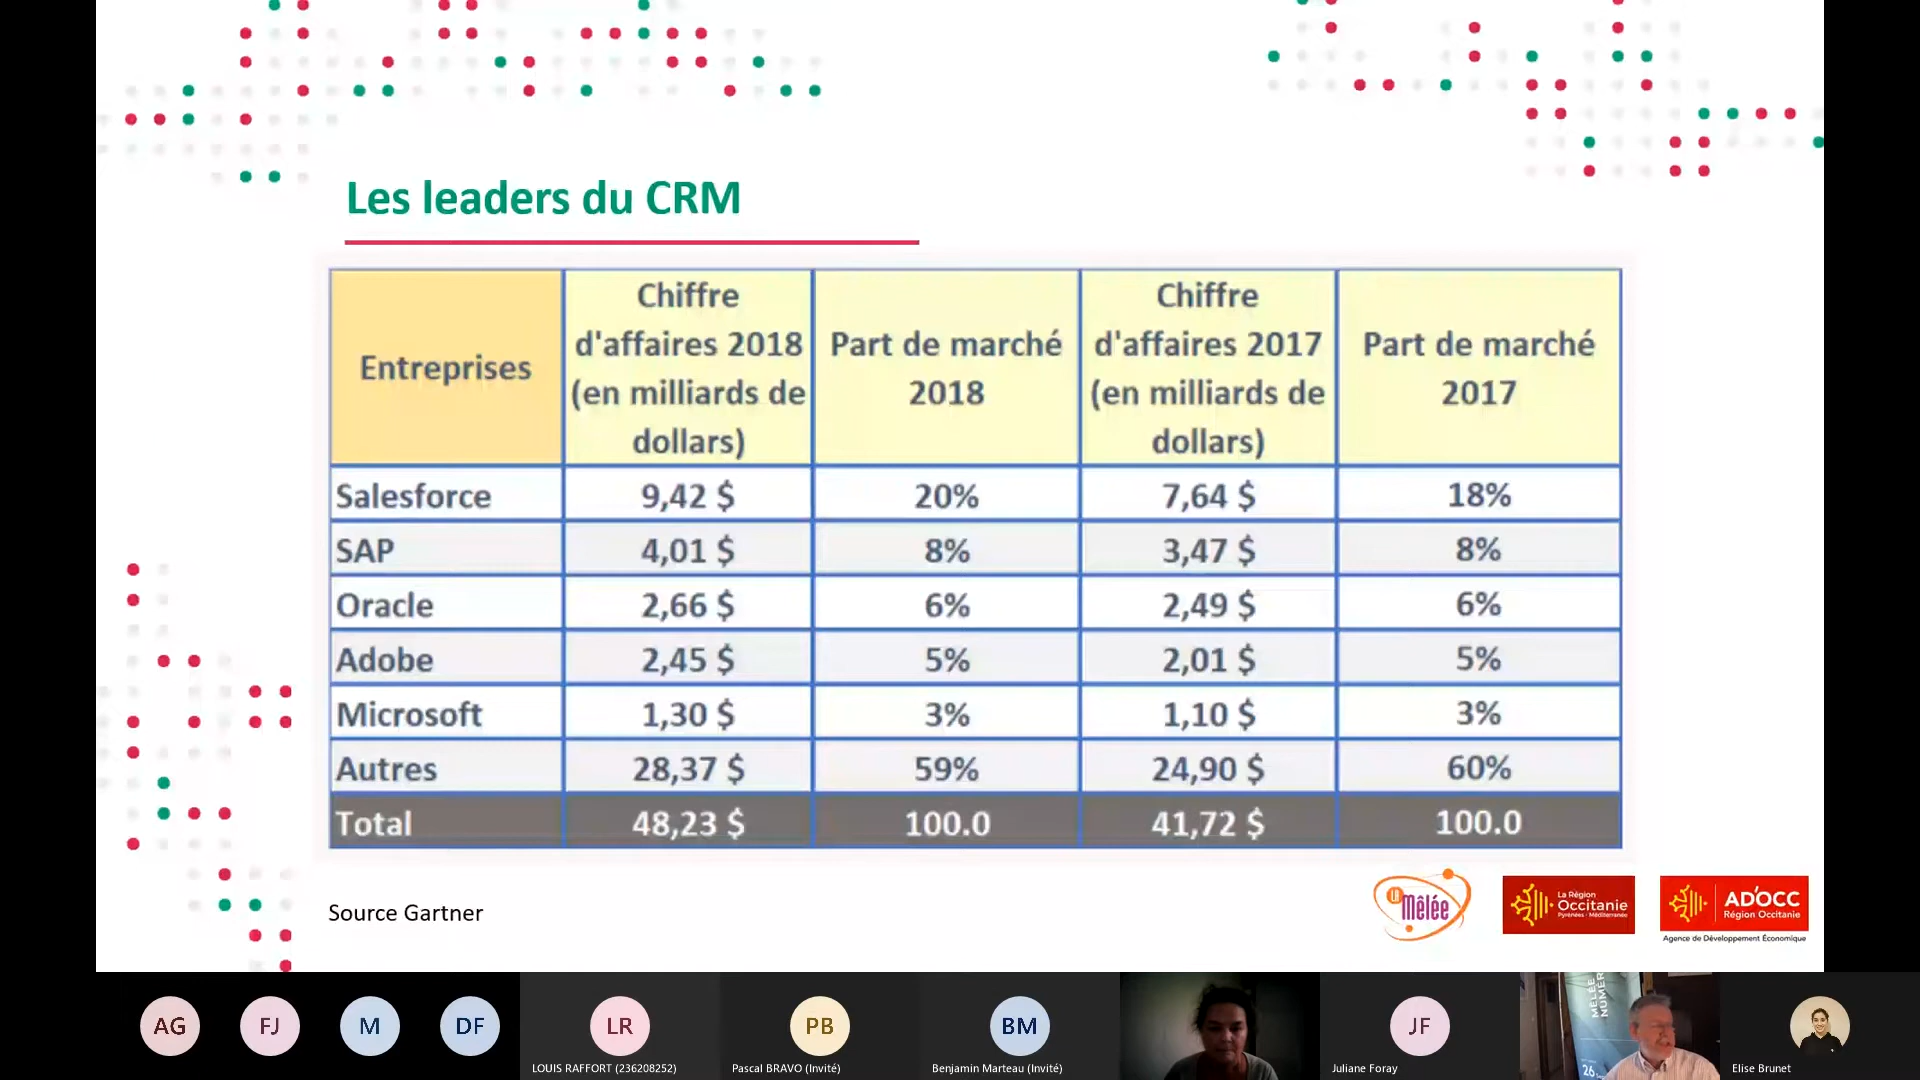 Les leaders du CRM
Entreprises
Chiffre
d'affaires 2018
(en milliards de
dollars)
Part de marché
2018
Chiffre
d'affaires 2017
(en milliards de
dollars)
Part de marché
2017
Salesforce 9,42 $ 20% 7,64 $ 18%
SAP 4,01 $ 8% 3,47 $ 8%
Oracle 2,66 $ 6% 2,49 $ 6%
Adobe 2,45 $ 5% 2,01 $ 5%
Microsoft 1,30 $ 3% 1,10 $ 3%
Autres 28,37 $ 59% 24,90 $ 60%
Total 48,23 $ 100.0 41,72 $ 100.0
Source Gartner
LA
Mêlée
La Région
Occitanie
Pyrénées - Méditerranée
AD'OCC
Région Occitanie
Agence de Développement Économique
AG FJ M DF LR PB BM JF
MÊLÉE
NUMÉR
26
LOUIS RAFFORT (236208252)
Pascal BRAVO (Invité)
Benjamin Marteau (Invité)
Juliane Foray
Elise Brunet